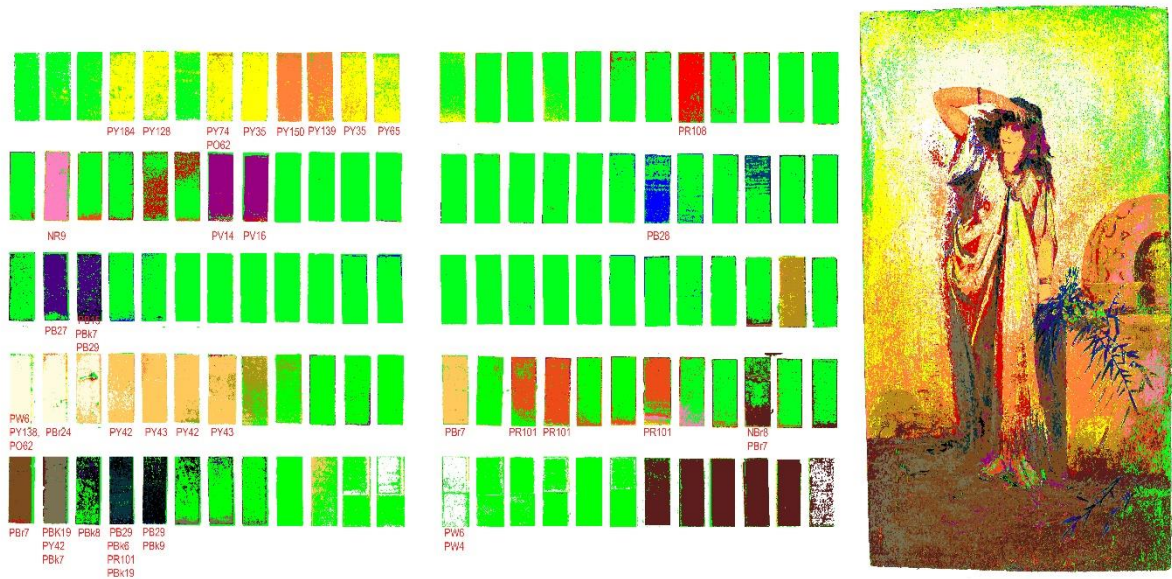 PY184 PY128 PY74 PY35 PY150 PY139 PY35 PY65 PR108
PO62
NR9 PV14 PV16 PB28
PB27
PBk7
PB29
PW6, PBr24 PY42 PY43 PY42 PY43 PBr7 PR101 PR101 PR101 NBr8
PY138, PBr7
PO62
PBr7 PBK19 PBk8 PB29 PB29 PW6
PY42 PBk6 PBk9 PW4
PBk7 PR101
PBk19